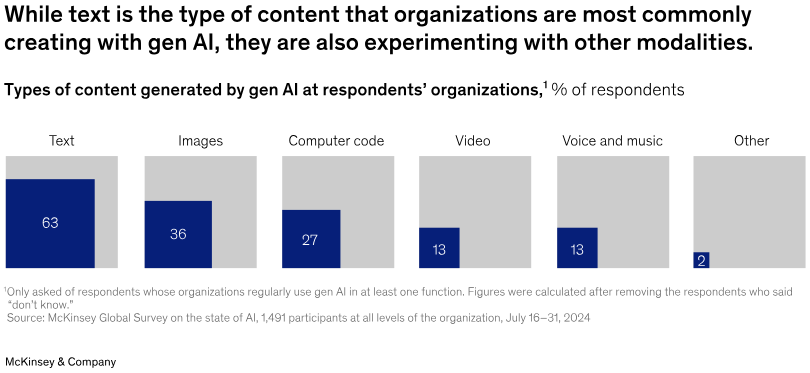 While text is the type of content that organizations are most commonly
creating with gen AI, they are also experimenting with other modalities.
Types of content generated by gen AI at respondents’ organizations,¹ % of respondents
Text Images Computer code Video Voice and music Other
63 36 27 13 13 2
¹Only asked of respondents whose organizations regularly use gen AI in at least one function. Figures were calculated after removing the respondents who said
“don’t know.”
Source: McKinsey Global Survey on the state of AI, 1,491 participants at all levels of the organization, July 16–31, 2024
McKinsey & Company